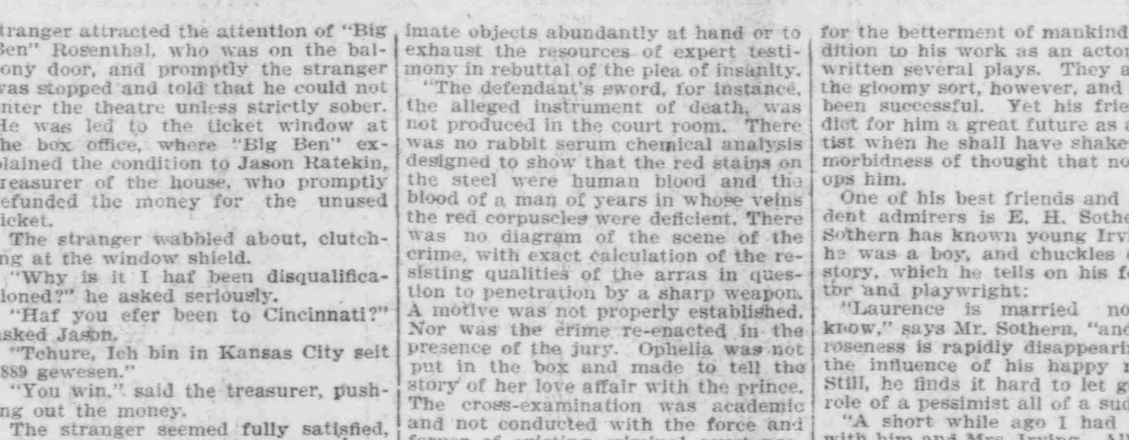 tranger attracted the attention of "Big
Ben" Rosenthal, who was on the bal-
ony door, and promptly the stranger
was stopped and told that he could not
nter the theatre unless strictly sober.
He was led to the ticket window at
he box office, where "Big Ben" ex-
plained the condition to Jason Ratekin,
reasurer of the house, who promptly
efunded the money for the unused
icket.
The stranger wabbled about, clutch-
ng at the window shield.
"Why is it I haf been disqualifica-
ioned?" he asked seriously.
"Haf you efer been to Cincinnati?"
asked Jason.
"Tchure, Ich bin in Kansas City seit
889 gewesen."
"You win," said the treasurer, push-
ng out the money.
The stranger seemed fully satisfied,
imate objects abundantly at hand or to
exhaust the resources of expert testi-
mony in rebuttal of the plea of insanity.
"The defendant's sword, for instance,
the alleged instrument of death, was
not produced in the court room. There
was no rabbit serum chemical analysis
designed to show that the red stains on
the steel were human blood and the
blood of a man of years in whose veins
the red corpuscles were deficient. There
was no diagram of the scene of the
crime, with exact calculation of the re-
sisting qualities of the arras in ques-
tion to penetration by a sharp weapon.
A motive was not properly established.
Nor was the crime re-enacted in the
presence of the jury. Ophelia was not
put in the box and made to tell the
story of her love affair with the prince.
The cross-examination was academic
and not conducted with the force and
for the betterment of mankind
dition to his work as an actor
written several plays. They a
the gloomy sort, however, and
been successful. Yet his frie
dict for him a great future as a
tist when he shall have shake
morbidness of thought that no
ops him.
One of his best friends and
dent admirers is E. H. Sothe
Sothern has known young Irv
he was a boy, and chuckles
story, which he tells on his f
tor and playwright:
"Laurence is married no
know," says Mr. Sothern, "and
roseness is rapidly disappeari
the influence of his happy
Still, he finds it hard to let g
role of a pessimist all of a sud
"A short while ago I had
with him and Mrs. Irving.